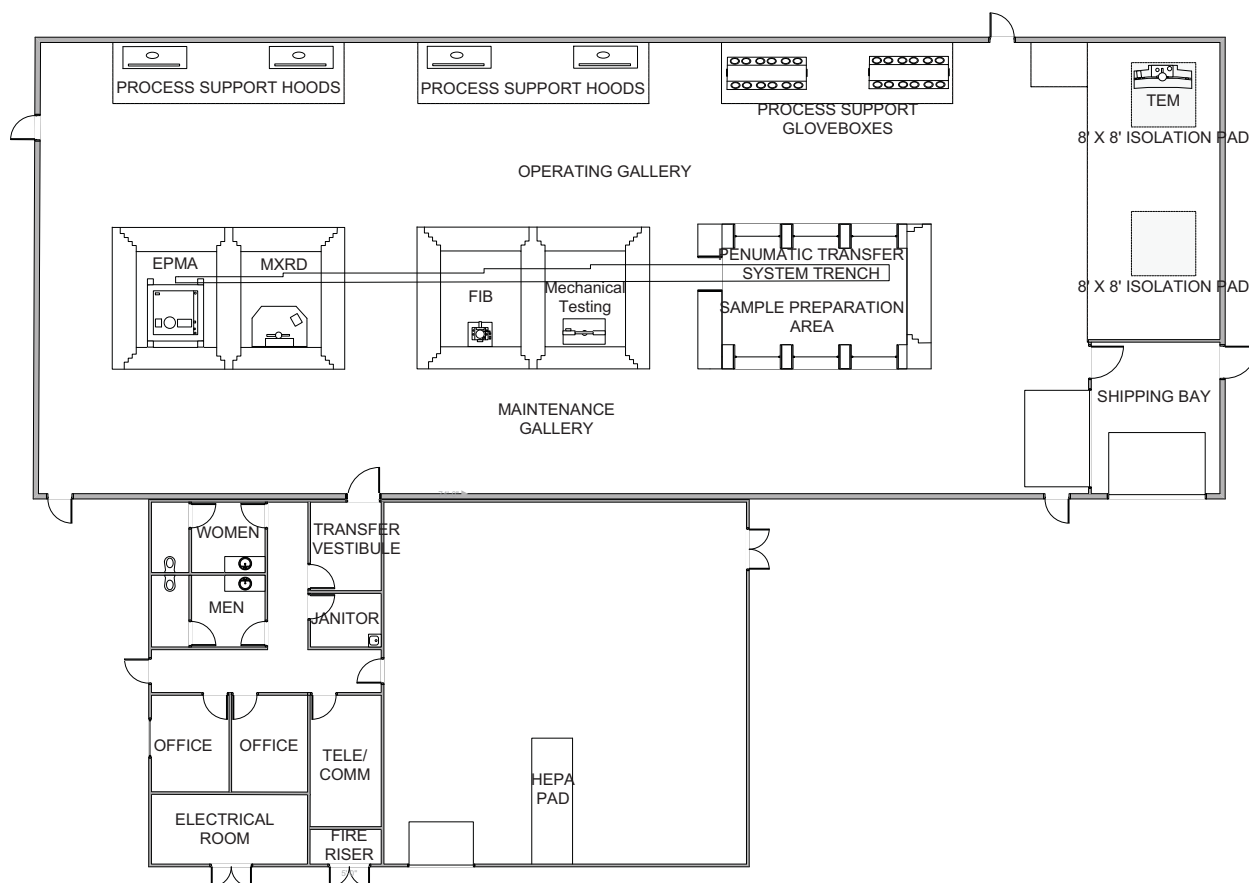 PROCESS SUPPORT HOODS
PROCESS SUPPORT HOODS
PROCESS SUPPORT
GLOVEBOXES
TEM
8' X 8' ISOLATION PAD
OPERATING GALLERY
8' X 8' ISOLATION PAD
EPMA
MXRD
FIB
Mechanical
Testing
PENUMATIC TRANSFER
SYSTEM TRENCH
SAMPLE PREPARATION
AREA
MAINTENANCE
GALLERY
SHIPPING BAY
WOMEN
TRANSFER
VESTIBULE
MEN
JANITOR
OFFICE
OFFICE
TELE/
COMM
HEPA
PAD
ELECTRICAL
ROOM
FIRE
RISER